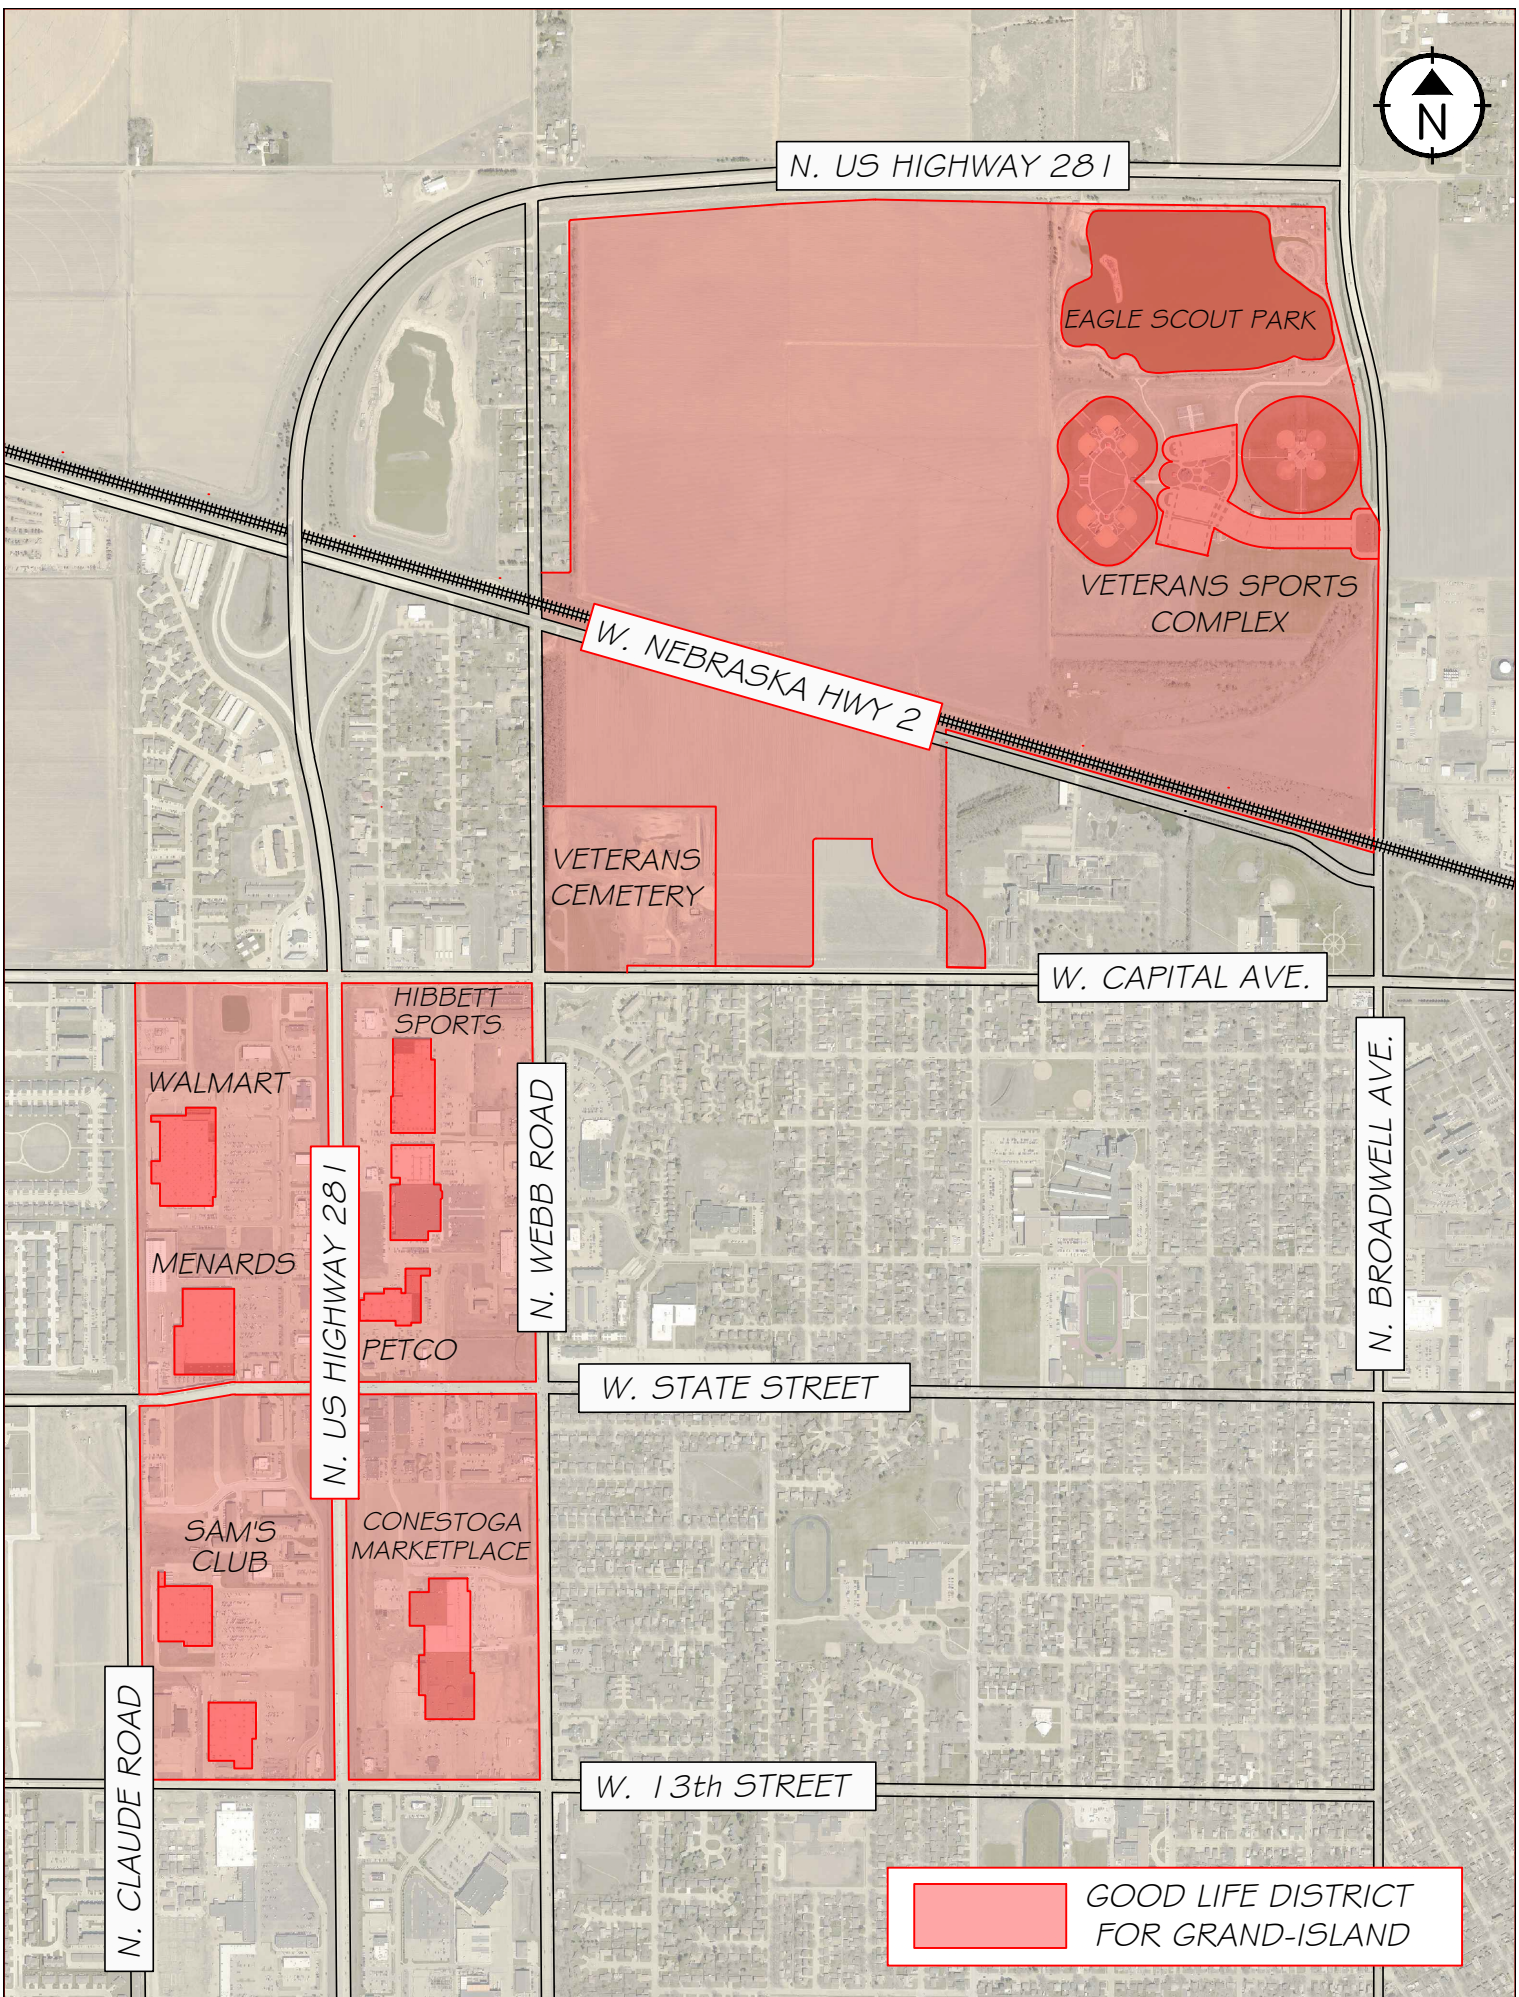 N
N. US HIGHWAY 281
EAGLE SCOUT PARK
VETERANS SPORTS
COMPLEX
W. NEBRASKA HWY 2
VETERANS
CEMETERY
W. CAPITAL AVE.
HIBBETT
SPORTS
WALMART
N. US HIGHWAY 281
N. WEBB ROAD
N. BROADWELL AVE.
MENARDS
PETCO
W. STATE STREET
SAM'S
CLUB
CONESTOGA
MARKETPLACE
N. CLAUDE ROAD
W. 13th STREET
GOOD LIFE DISTRICT
FOR GRAND-ISLAND